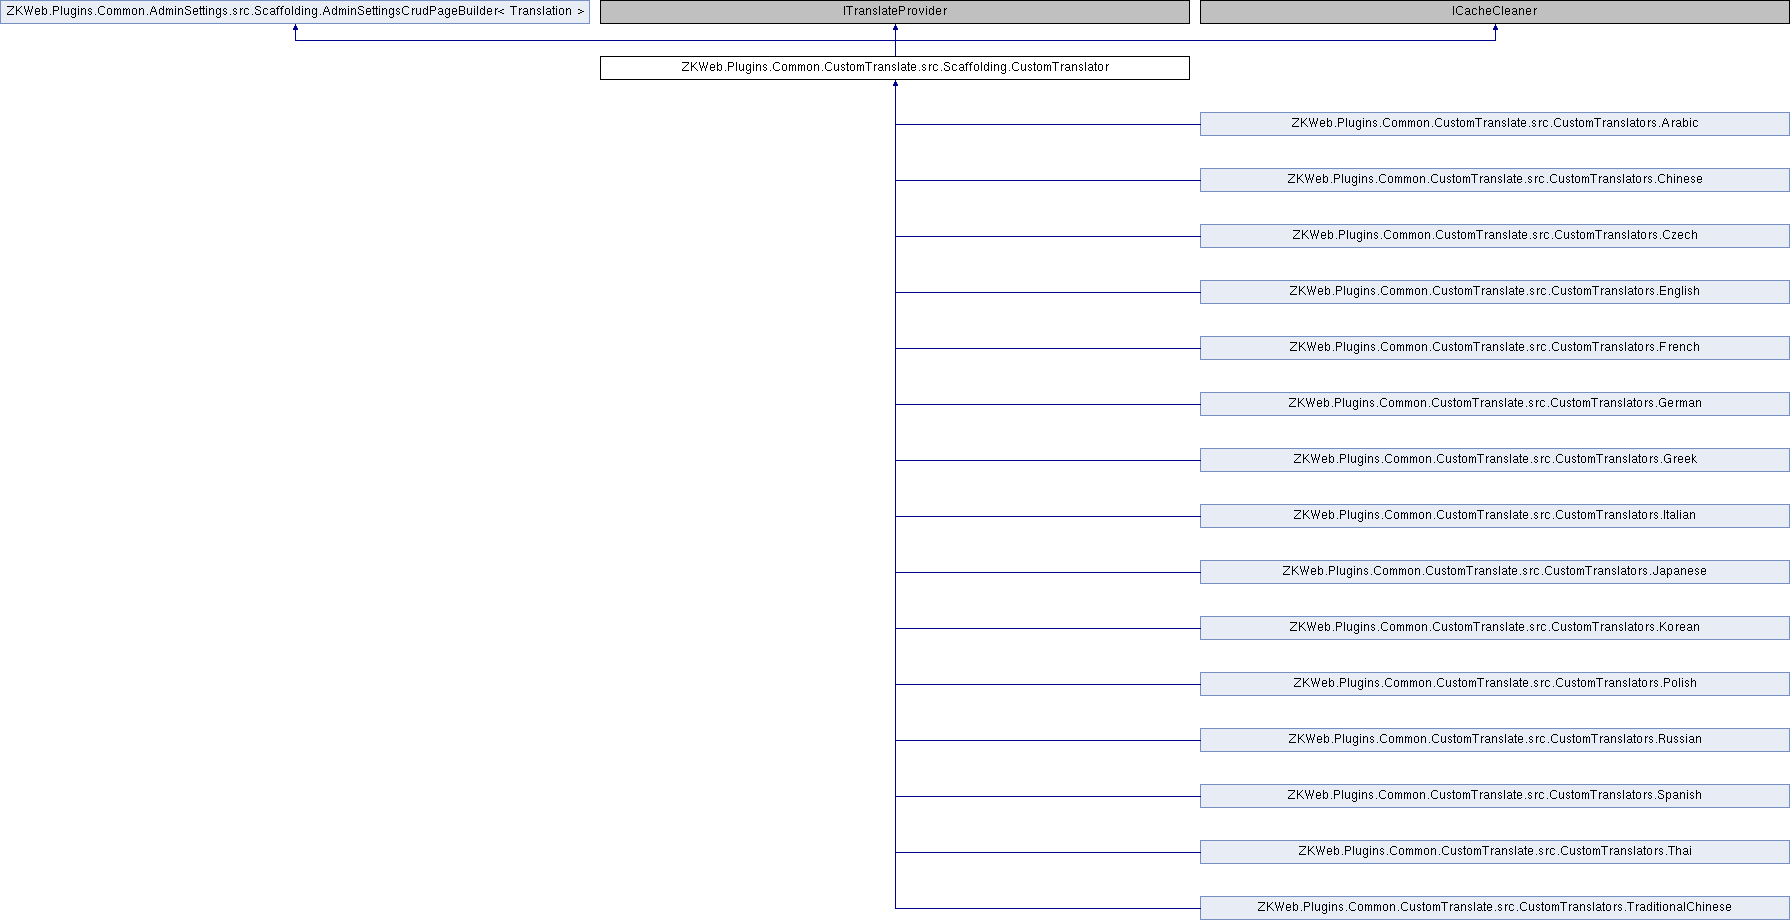 ZKWeb.Plugins.Common.AdminSettings.src.Scaffolding.AdminSettingsCrudPageBuilder< Translation >
ITranslateProvider
ICacheCleaner
ZKWeb.Plugins.Common.CustomTranslate.src.Scaffolding.CustomTranslator
ZKWeb.Plugins.Common.CustomTranslate.src.CustomTranslators.Arabic
ZKWeb.Plugins.Common.CustomTranslate.src.CustomTranslators.Chinese
ZKWeb.Plugins.Common.CustomTranslate.src.CustomTranslators.Czech
ZKWeb.Plugins.Common.CustomTranslate.src.CustomTranslators.English
ZKWeb.Plugins.Common.CustomTranslate.src.CustomTranslators.French
ZKWeb.Plugins.Common.CustomTranslate.src.CustomTranslators.German
ZKWeb.Plugins.Common.CustomTranslate.src.CustomTranslators.Greek
ZKWeb.Plugins.Common.CustomTranslate.src.CustomTranslators.Italian
ZKWeb.Plugins.Common.CustomTranslate.src.CustomTranslators.Japanese
ZKWeb.Plugins.Common.CustomTranslate.src.CustomTranslators.Korean
ZKWeb.Plugins.Common.CustomTranslate.src.CustomTranslators.Polish
ZKWeb.Plugins.Common.CustomTranslate.src.CustomTranslators.Russian
ZKWeb.Plugins.Common.CustomTranslate.src.CustomTranslators.Spanish
ZKWeb.Plugins.Common.CustomTranslate.src.CustomTranslators.Thai
ZKWeb.Plugins.Common.CustomTranslate.src.CustomTranslators.TraditionalChinese